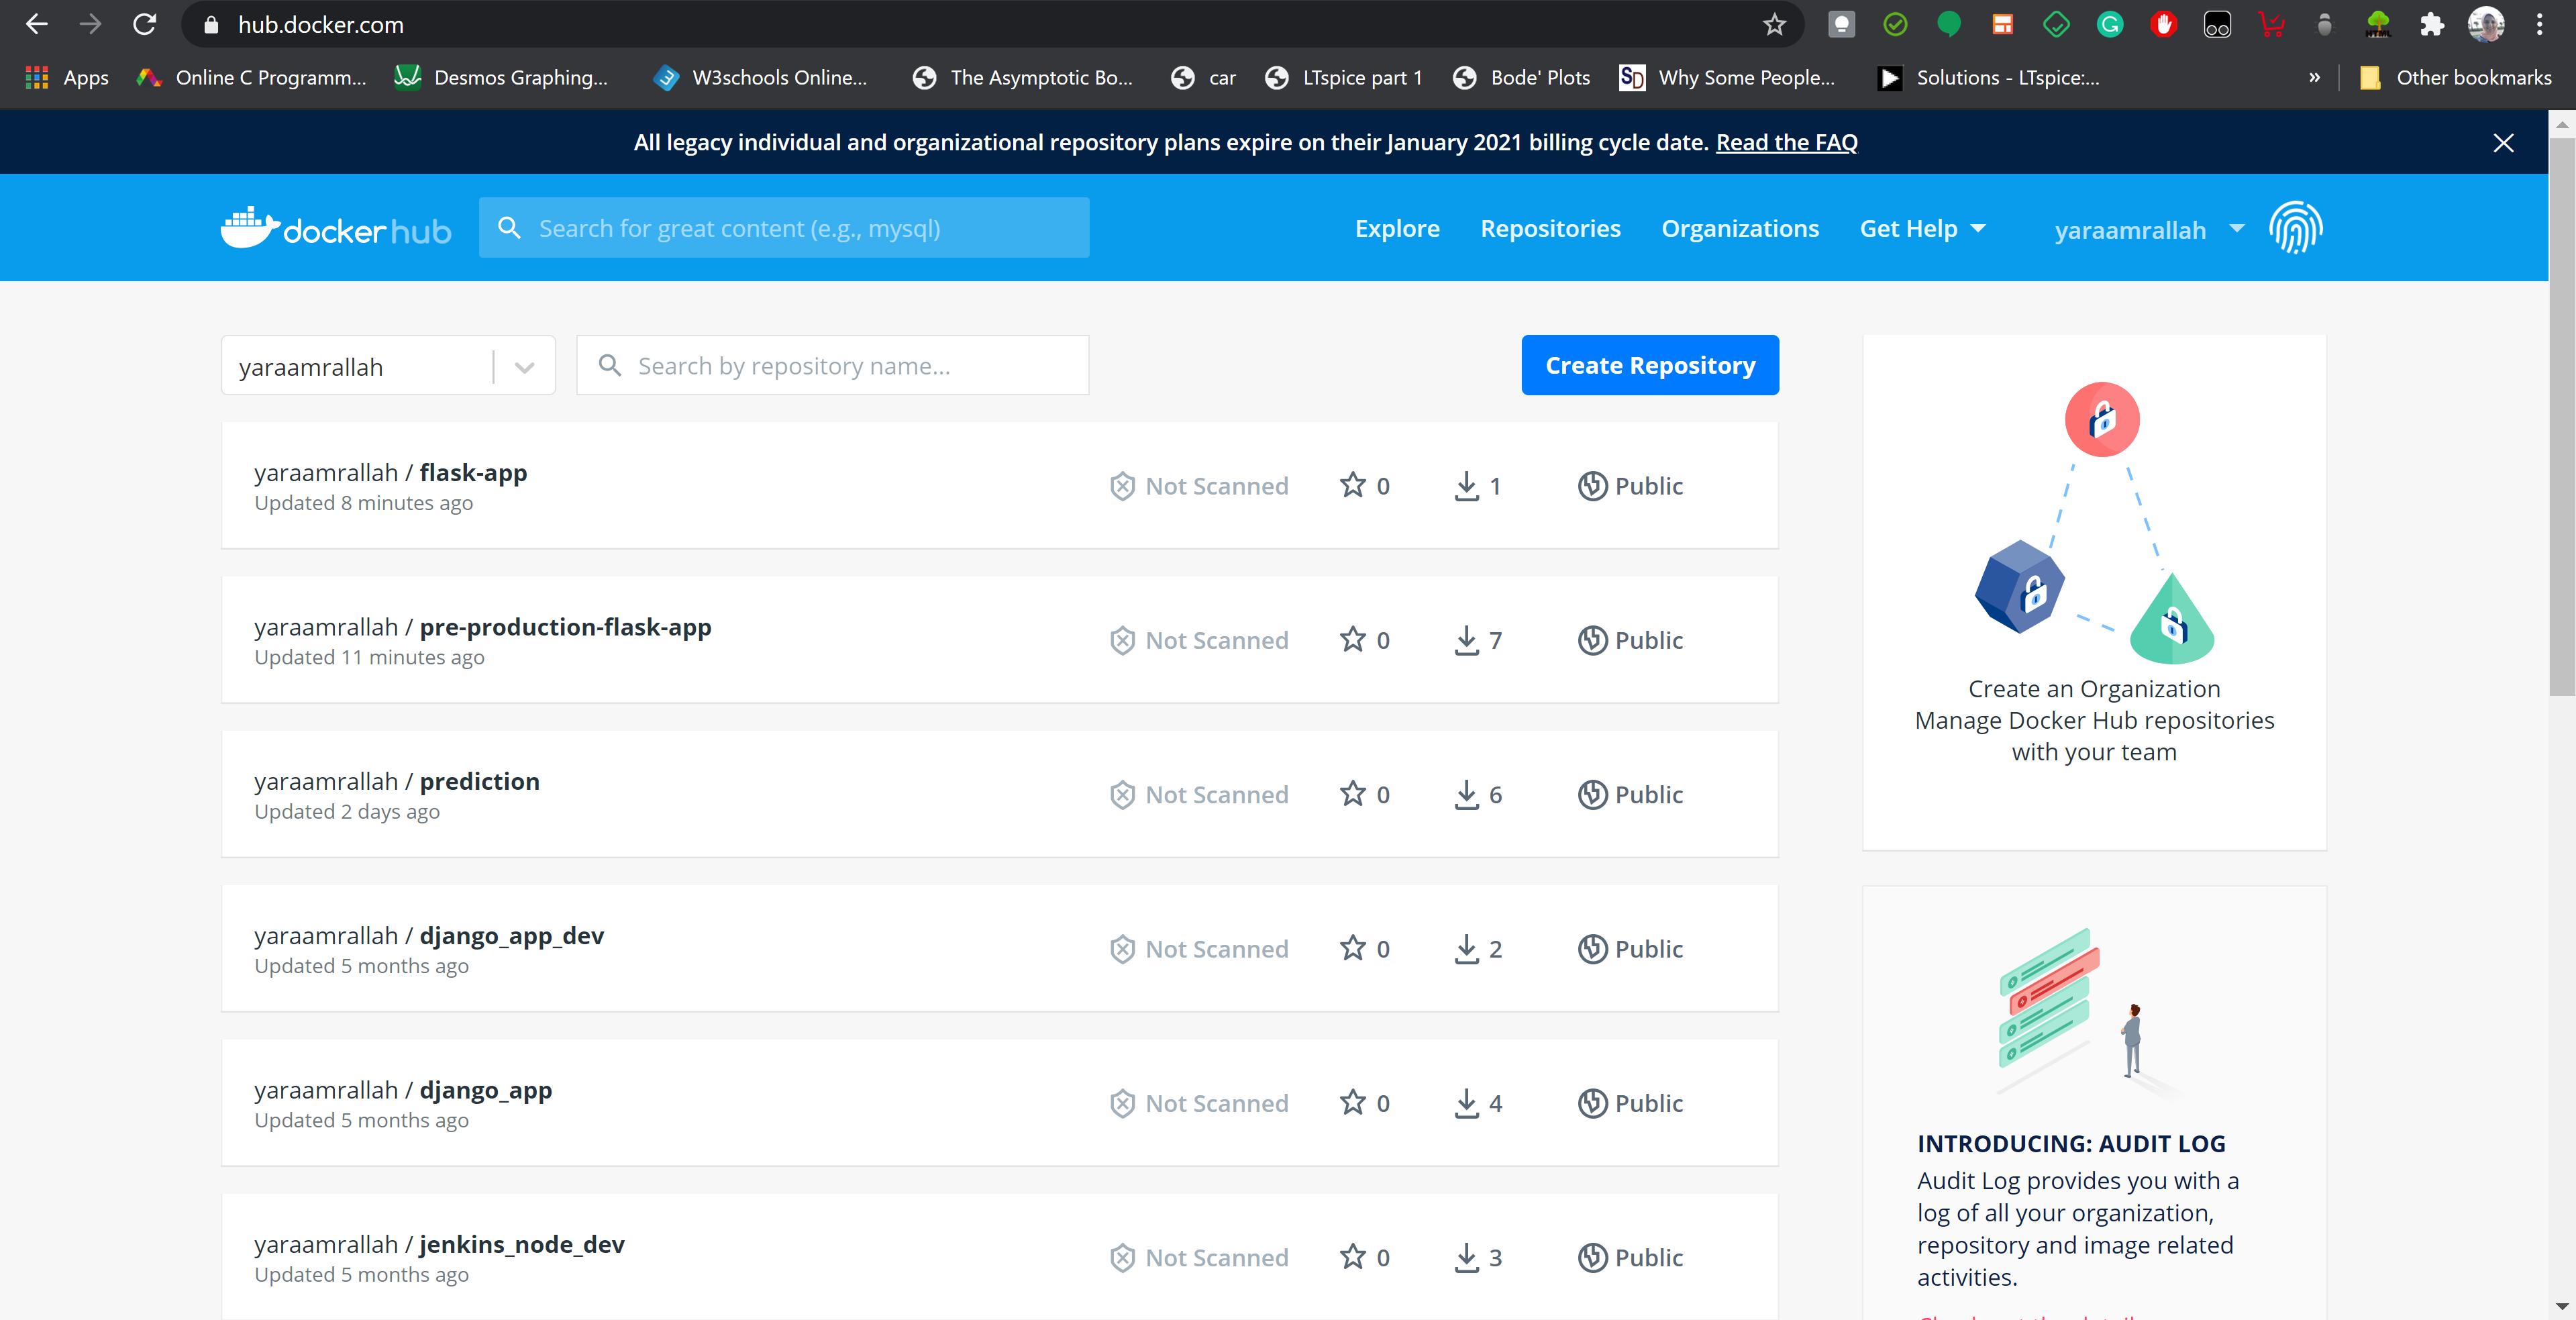 hub.docker.com
Apps
Online C Programm...
Desmos Graphing...
W3schools Online...
The Asymptotic Bo...
car
LTspice part 1
Bode' Plots
SD
Why Some People...
Solutions - LTspice:...
»
Other bookmarks
All legacy individual and organizational repository plans expire on their January 2021 billing cycle date. Read the FAQ
docker hub
Search for great content (e.g., mysql)
Explore
Repositories
Organizations
Get Help
yaraamrallah
yaraamrallah
Search by repository name...
Create Repository
yaraamrallah / flask-app
Updated 8 minutes ago
Not Scanned
0
1
Public
yaraamrallah / pre-production-flask-app
Updated 11 minutes ago
Not Scanned
0
7
Public
yaraamrallah / prediction
Updated 2 days ago
Not Scanned
0
6
Public
yaraamrallah / django_app_dev
Updated 5 months ago
Not Scanned
0
2
Public
yaraamrallah / django_app
Updated 5 months ago
Not Scanned
0
4
Public
yaraamrallah / jenkins_node_dev
Updated 5 months ago
Not Scanned
0
3
Public
Create an Organization
Manage Docker Hub repositories
with your team
INTRODUCING: AUDIT LOG
Audit Log provides you with a
log of all your organization,
repository and image related
activities.